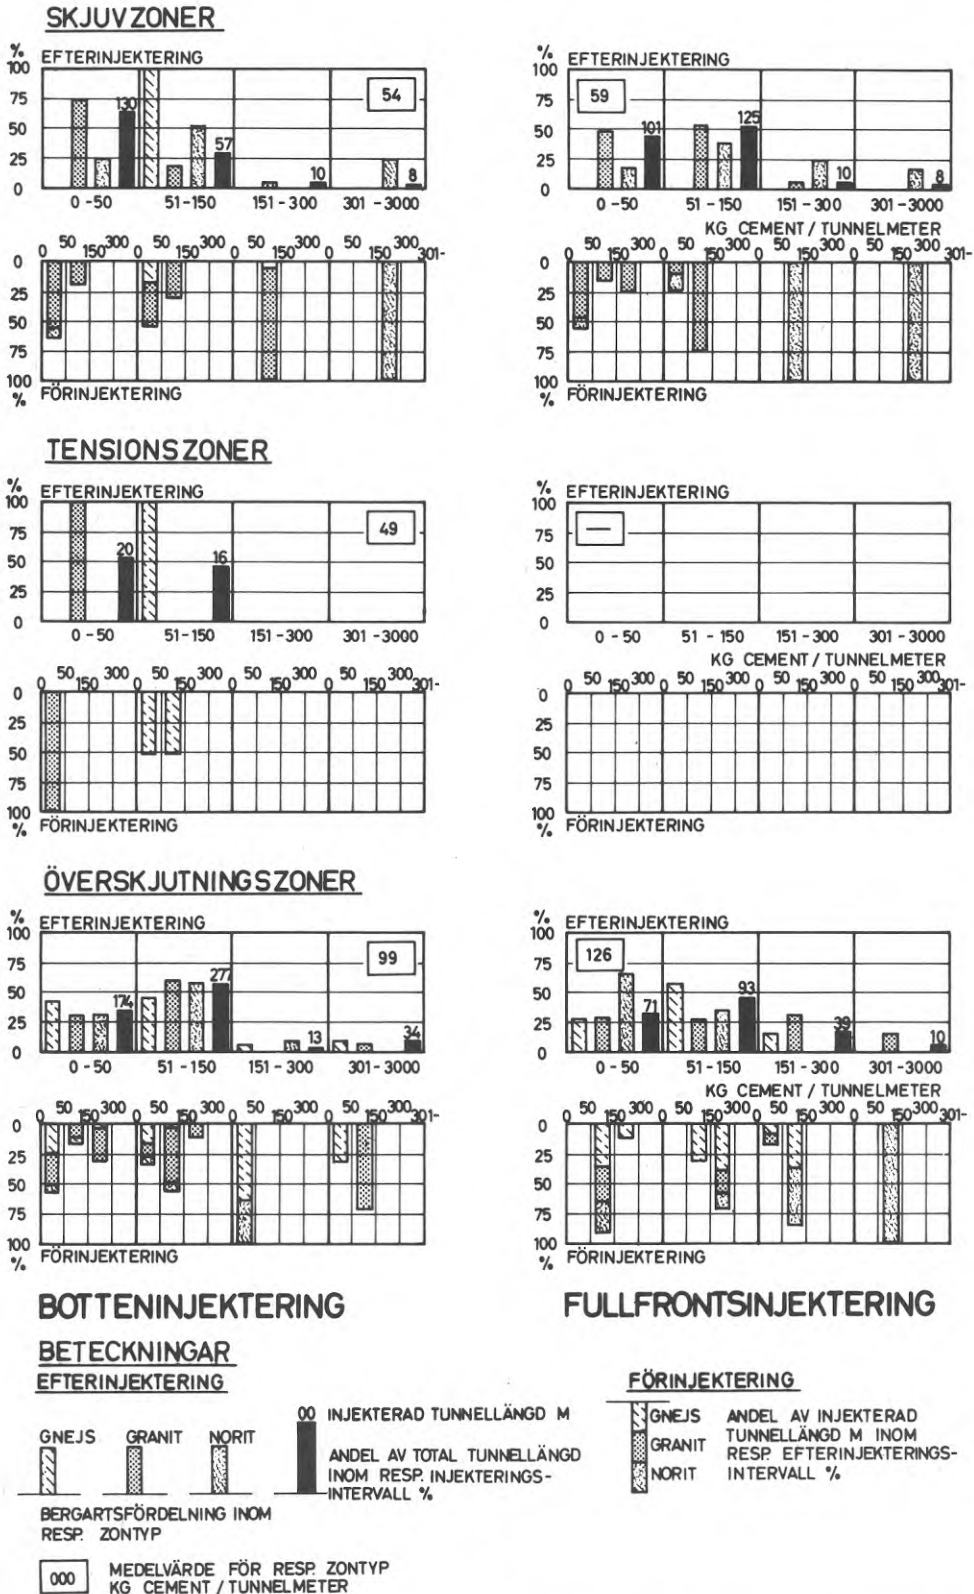 SKJUVZONER
% EFTERINJEKTERING
100
75
50
25
0
54
130
57
10
8
0-50 51-150 151-300 301-3000
0 50 150 300 0 50 150 300 0 50 150 300 0 50 150 300 301-
0
25
50
75
100
% FÖRINJEKTERING
% EFTERINJEKTERING
100
75
50
25
0
59
101
125
10
8
0-50 51-150 151-300 301-3000
KG CEMENT / TUNNELMETER
0 50 150 300 0 50 150 300 0 50 150 300 0 50 150 300 301-
0
25
50
75
100
% FÖRINJEKTERING
TENSIONSZONER
% EFTERINJEKTERING
100
75
50
25
0
49
20
16
0-50 51-150 151-300 301-3000
0 50 150 300 0 50 150 300 0 50 150 300 0 50 150 300 301-
0
25
50
75
100
% FÖRINJEKTERING
% EFTERINJEKTERING
100
75
50
25
0
—
0-50 51-150 151-300 301-3000
KG CEMENT / TUNNELMETER
0 50 150 300 0 50 150 300 0 50 150 300 0 50 150 300 301-
0
25
50
75
100
% FÖRINJEKTERING
ÖVERSKJUTNINGSZONER
% EFTERINJEKTERING
100
75
50
25
0
99
174
277
13
34
0-50 51-150 151-300 301-3000
0 50 150 300 0 50 150 300 0 50 150 300 0 50 150 300 301-
0
25
50
75
100
% FÖRINJEKTERING
% EFTERINJEKTERING
100
75
50
25
0
126
71
93
39
10
0-50 51-150 151-300 301-3000
KG CEMENT / TUNNELMETER
0 50 150 300 0 50 150 300 0 50 150 300 0 50 150 300 301-
0
25
50
75
100
% FÖRINJEKTERING
BOTTENINJEKTERING
FULLFRONTSINJEKTERING
BETECKNINGAR
EFTERINJEKTERING
GNEJS GRANIT NORIT
BERGARTSFÖRDELNING INOM
RESP. ZONTYP
00 INJEKTERAD TUNNELLÄNGD M
ANDEL AV TOTAL TUNNELLÄNGD
INOM RESP. INJEKTERINGS-
INTERVALL %
FÖRINJEKTERING
GNEJS
GRANIT
NORIT
ANDEL AV INJEKTERAD
TUNNELLÄNGD M INOM
RESP. EFTERINJEKTERINGS-
INTERVALL %
000 MEDELVÄRDE FÖR RESP. ZONTYP
KG CEMENT / TUNNELMETER